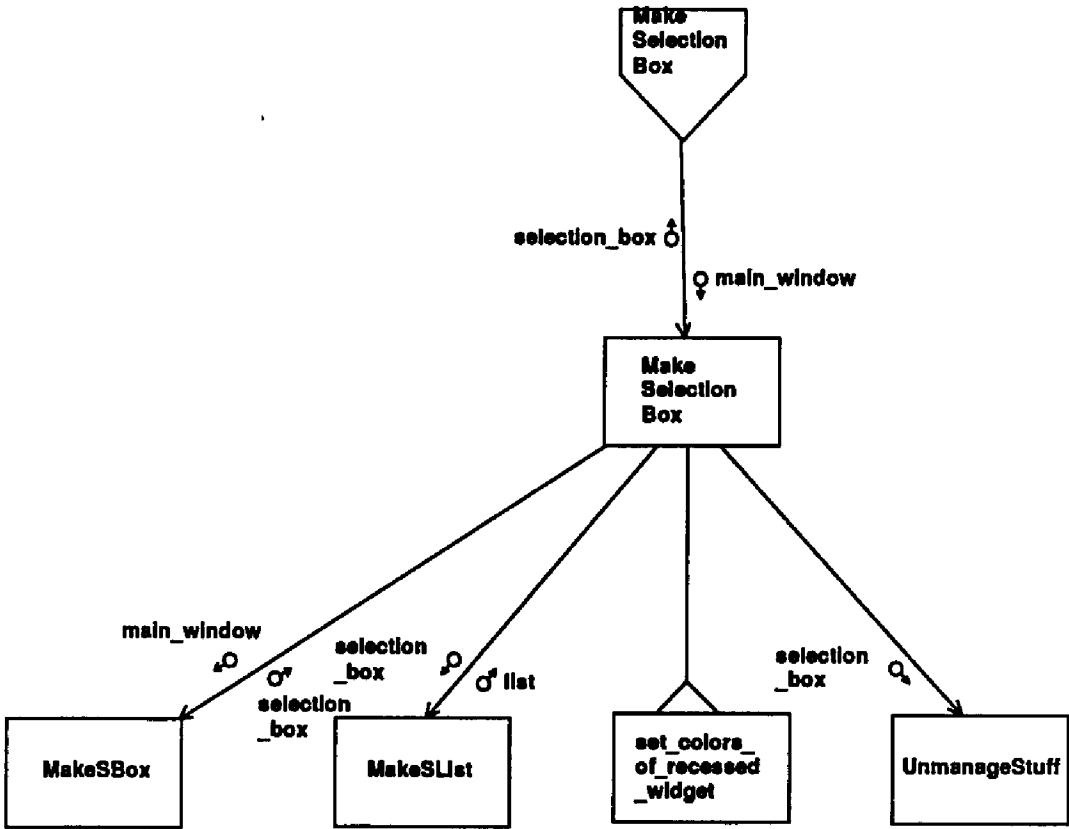 Make
Selection
Box
selection_box
main_window
Make
Selection
Box
main_window
selection
_box
selection
_box
list
selection
_box
MakeSBox
MakeSList
set_colors_
of_recessed
_widget
UnmanageStuff